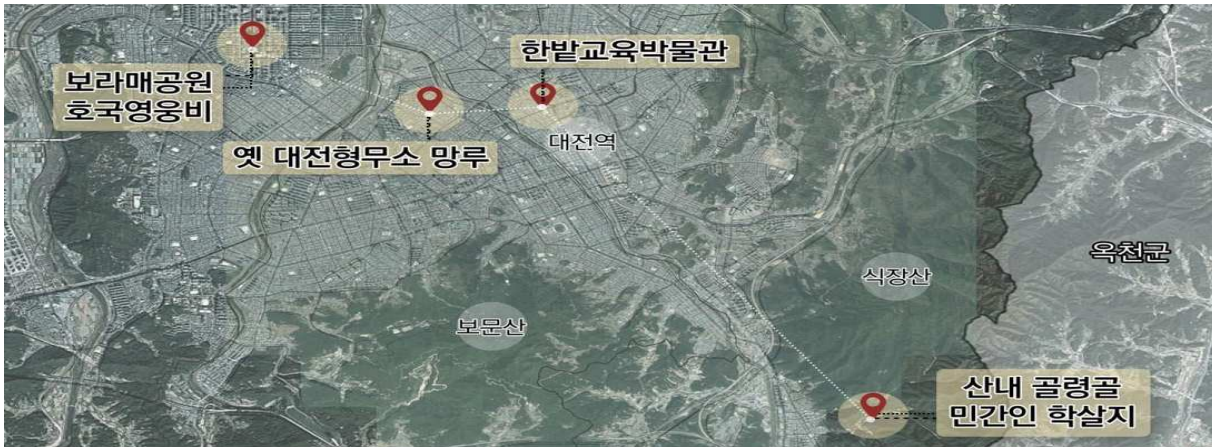 보라매공원
호국영웅비
한밭교육박물관
옛 대전형무소 망루
대전역
옥천군
식장산
보문산
산내 골령골
민간인 학살지